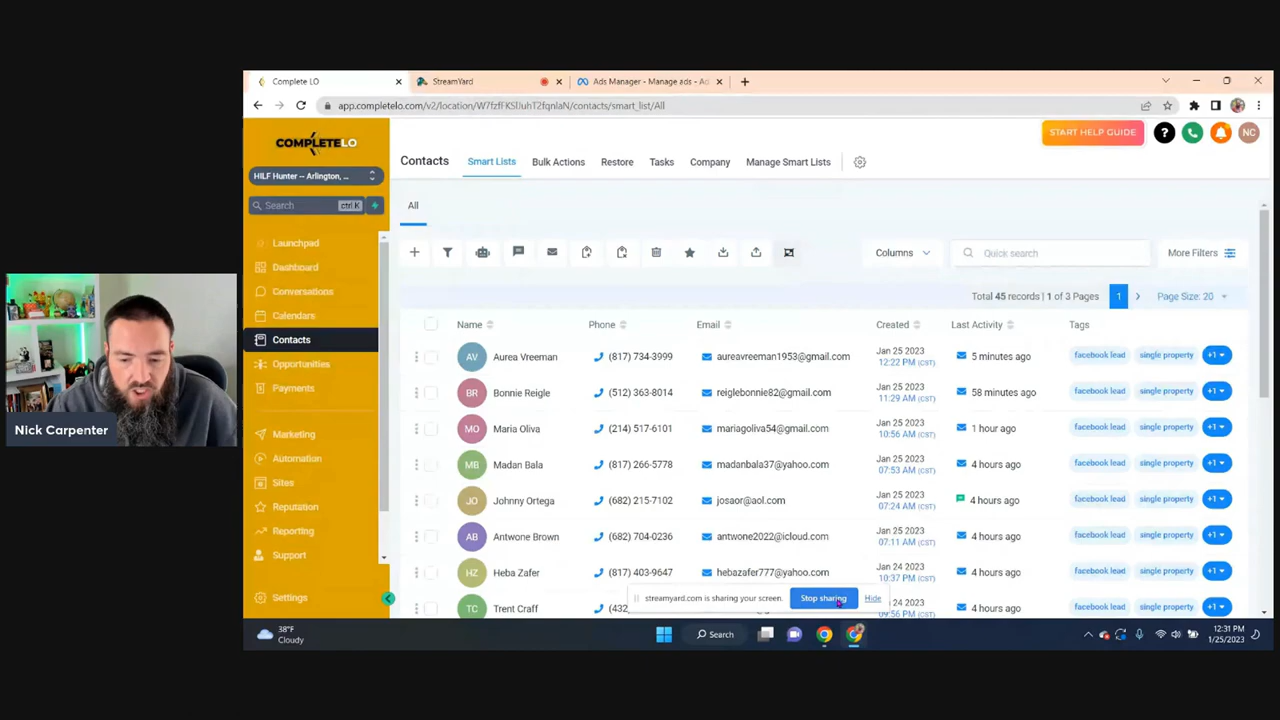 Complete LO
StreamYard
Ads Manager - Manage ads - Ad
app.completelo.com/v2/location/W7fzfFKSIJuhT2fqnIaN/contacts/smart_list/All
COMPLETELO
START HELP GUIDE
?
NC
HILF Hunter -- Arlington, ...
Contacts
Smart Lists
Bulk Actions
Restore
Tasks
Company
Manage Smart Lists
Search
ctrl K
All
Launchpad
Dashboard
Conversations
Calendars
Contacts
Opportunities
Payments
Marketing
Automation
Sites
Reputation
Reporting
Support
Settings
Columns
Quick search
More Filters
Total 45 records | 1 of 3 Pages
1
Page Size: 20
Name Phone Email Created Last Activity Tags
AV Aurea Vreeman (817) 734-3999 aureavreeman1953@gmail.com Jan 25 2023 12:22 PM (CST) 5 minutes ago facebook lead single property +1
BR Bonnie Reigle (512) 363-8014 reiglebonnie82@gmail.com Jan 25 2023 11:29 AM (CST) 58 minutes ago facebook lead single property +1
MO Maria Oliva (214) 517-6101 mariagoliva54@gmail.com Jan 25 2023 10:56 AM (CST) 1 hour ago facebook lead single property +1
MB Madan Bala (817) 266-5778 madanbala37@yahoo.com Jan 25 2023 07:53 AM (CST) 4 hours ago facebook lead single property +1
JO Johnny Ortega (682) 215-7102 josaor@aol.com Jan 25 2023 07:24 AM (CST) 4 hours ago facebook lead single property +1
AB Antwone Brown (682) 704-0236 antwone2022@icloud.com Jan 25 2023 07:11 AM (CST) 4 hours ago facebook lead single property +1
HZ Heba Zafer (817) 403-9647 hebazafer777@yahoo.com Jan 24 2023 10:37 PM (CST) 4 hours ago facebook lead single property +1
TC Trent Craft (432) 24 2023 09:56 PM (CST) 4 hours ago facebook lead single property +1
streamyard.com is sharing your screen.
Stop sharing
Hide
Nick Carpenter
38°F
Cloudy
Search
12:31 PM
1/25/2023